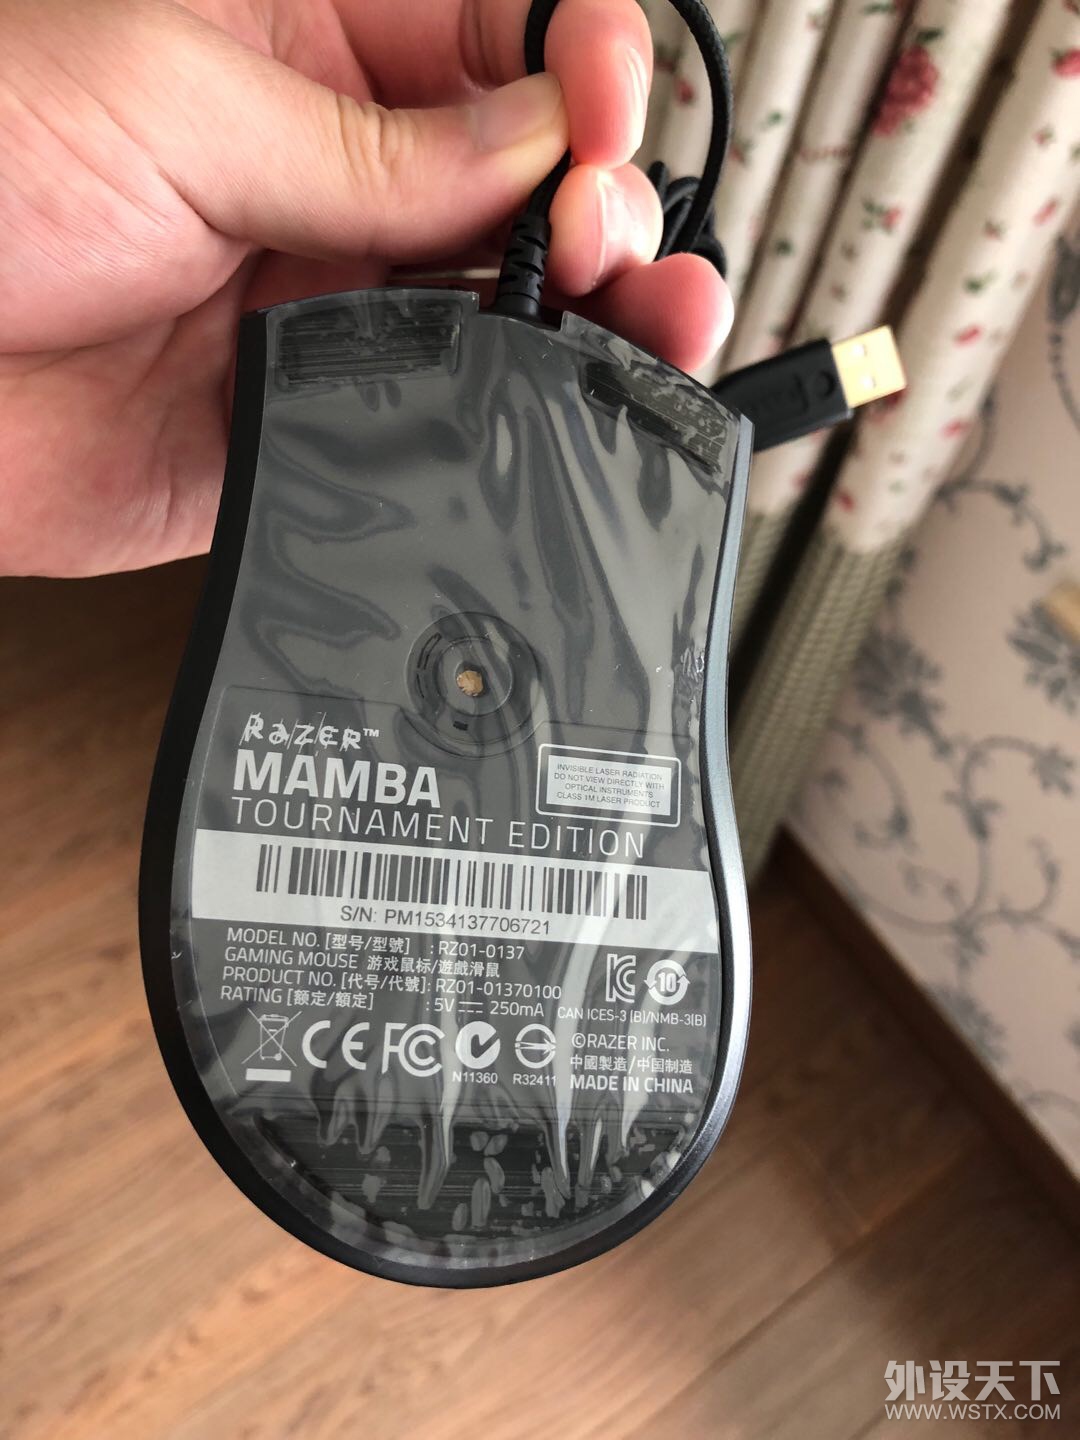 RAZER™
MAMBA
TOURNAMENT EDITION
INVISIBLE LASER RADIATION
DO NOT VIEW DIRECTLY WITH
OPTICAL INSTRUMENTS
CLASS 1M LASER PRODUCT
S/N: PM1534137706721
MODEL NO. [型号/型號] : RZ01-0137
GAMING MOUSE 游戏鼠标/遊戲滑鼠
PRODUCT NO. [代号/代號]: RZ01-01370100
RATING [额定/額定] : 5V ⎓ 250mA
10
CAN ICES-3 (B)/NMB-3(B)
CE FC N11360 R32411
©RAZER INC.
中國製造/中国制造
MADE IN CHINA
外设天下
WWW.WSTX.COM